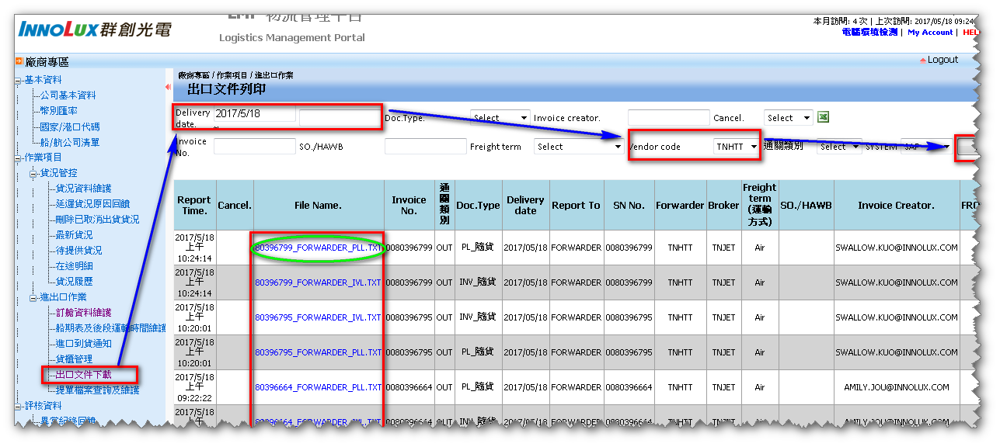 LMP 物流管理平台
INNOLUX群創光電
Logistics Management Portal
本月訪問: 4 次 | 上次訪問: 2017/05/18 09:24
電腦環境檢測 | My Account | HEL
廠商專區
Logout
基本資料
公司基本資料
幣別匯率
國家/港口代碼
船/航公司清單
作業項目
貨況管控
貨況資料維護
延遲貨況原因回饋
刪除已取消出貨貨況
最新貨況
待提供貨況
在途明細
貨況履歷
進出口作業
訂艙資料維護
船期表及後段運輸時間維護
進口到貨通知
貨櫃管理
出口文件下載
提單檔案查詢及維護
評核資料
異常紀錄回饋
廠商專區 / 作業項目 / 進出口作業
出口文件列印
Delivery date. 2017/5/18 ~ Doc.Type. Select Invoice creator. Cancel. Select
Invoice No. SO./HAWB Freight term Select Vendor code TNHTT 通關類別 Select SYSTEM SAP
Report Time. Cancel. File Name. Invoice No. 通關類別 Doc.Type Delivery date Report To SN No. Forwarder Broker Freight term (運輸方式) SO./HAWB Invoice Creator. FRO
2017/5/18 上午 10:24:14 80396799_FORWARDER_PLL.TXT 0080396799 OUT PL_隨貨 2017/05/18 FORWARDER 0080396799 TNHTT TNJET Air SWALLOW.KUO@INNOLUX.COM
2017/5/18 上午 10:24:14 80396799_FORWARDER_IVL.TXT 0080396799 OUT INV_隨貨 2017/05/18 FORWARDER 0080396799 TNHTT TNJET Air SWALLOW.KUO@INNOLUX.COM
2017/5/18 上午 10:20:01 80396795_FORWARDER_IVL.TXT 0080396795 OUT INV_隨貨 2017/05/18 FORWARDER 0080396795 TNHTT TNJET Air SWALLOW.KUO@INNOLUX.COM
2017/5/18 上午 10:20:01 80396795_FORWARDER_PLL.TXT 0080396795 OUT PL_隨貨 2017/05/18 FORWARDER 0080396795 TNHTT TNJET Air SWALLOW.KUO@INNOLUX.COM
2017/5/18 上午 09:22:22 80396664_FORWARDER_PLL.TXT 0080396664 OUT PL_隨貨 2017/05/18 FORWARDER 0080396664 TNHTT TNJET Air AMILY.JOU@INNOLUX.COM
2017/5/18 上午 80396664_FORWARDER_IVL.TXT 0080396664 OUT INV_隨貨 2017/05/18 FORWARDER 0080396664 TNHTT TNJET Air AMILY.JOU@INNOLUX.COM